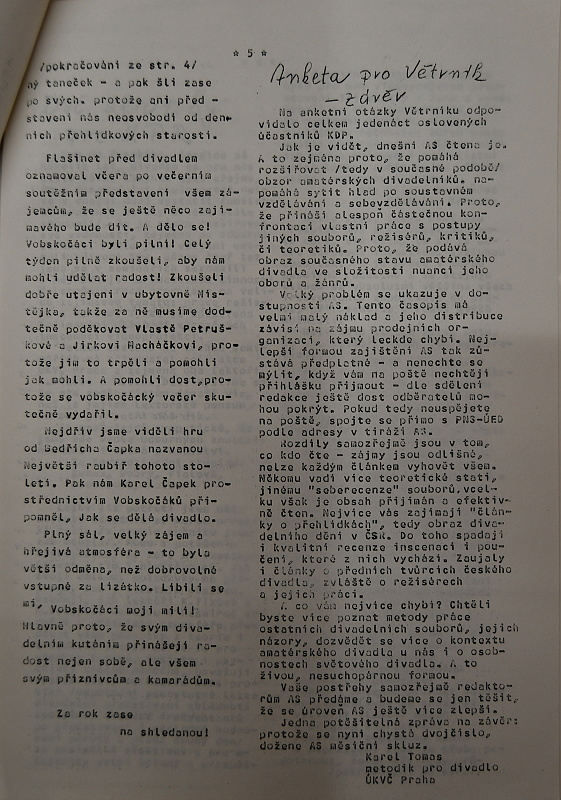 * 5 *
/pokračování ze str. 4/
ný taneček - a pak šli zase
po svých. protože ani před -
stavení nás neosvobodí od den-
ních přehlídkových starostí.
Flašinet před divadlem
oznamoval včera po večerním
soutěžním představení všem zá-
jemcům, že se ještě něco zají-
mavého bude dít. A dělo se!
Vobskočáci byli pilní! Celý
týden pilně zkoušeli, aby nám
mohli udělat radost! Zkoušeli
dobře utajeni v ubytovně Mis-
těJka, takže za ně musíme dod-
tečně poděkovat Vlastě Petruš-
kové a Jirkovi Hacháčkovi, pro-
tože jim to trpěli a pomohli
jak mohli. A pomohli dost,pro-
tože se vobskočácký večer sku-
tečně vydařil.
Nejdřív jsme viděli hru
od Bedřicha Čapka nazvanou
Největší raubíř tohoto sto-
letí. Pak nám Karel Čapek pro-
střednictvím Vobskočáků při-
pomněl, Jak se dělá divadlo.
Plný sál, velký zájem a
hřejivá atmosféra - to byla
větší odměna, než dobrovolné
vstupné za lízátko. Líbili se
mi, Vobskočáci moji milí!
Hlavně proto, že svým diva-
delním kutáním přinášejí ra-
dost nejen sobě, ale všem
svým příznivcům a kamarádům.
Za rok zase
na shledanou!
Anketa pro Větrník
- závěr
Na anketní otázky Větrníku odpo-
vídalo celkem jedenáct oslovených
účastníků KDP.
Jak je vidět, dnešní AS čtena je.
A to zejména proto, že pomáhá
rozšiřovat /tedy v současné podobě/
obzor amatérských divadelníků. na-
pomáhá sytit hlad po soustavném
vzdělávání a sebevzdělávání. Proto,
že přináší alespoň částečnou kon-
frontaci vlastní práce s postupy
jiných souborů, režisérů, kritiků,
či teoretiků. Proto, že podává
obraz současného stavu amatérského
divadla ve složitosti nuancí jeho
oborů a žánrů.
Velký problém se ukazuje v do-
stupnosti AS. Tento časopis má
velmi malý náklad a jeho distribuce
závisí na zájmu prodejních or-
ganizací, který leckde chybí. Nej-
lepší formou zajištění AS tak zů-
stává předplatné - a nenechte se
mýlit, když vám na poště nechtějí
přihlášku přijmout - dle sdělení
redakce ještě dost odběratelů mo-
hou pokrýt. Pokud tedy neuspějete
na poště, spojte se přímo s PNS-ÚED
podle adresy v tiráži AS.
Rozdíly samozřejmě jsou v tom,
co kdo čte - zájmy jsou odlišné,
nelze každým článkem vyhovět všem.
Někomu vadí více teoretické stati,
jinému "seberecenze" souborů,vcel-
ku však je obsah přijímán a efektiv-
ně čten. Nejvíce vás zajímají "člán-
ky o přehlídkách", tedy obraz diva-
delního dění v ČSR. Do toho spadají
i kvalitní recenze inscenací i pou-
čení, které z nich vychází. Zaujaly
i články o předních tvůrcích českého
divadla, zvláště o režisérech
a jejich práci.
A co vám nejvíce chybí? Chtěli
byste více poznat metody práce
ostatních divadelních souborů, jejich
názory, dozvědět se více o kontextu
amatérského divadla u nás i o osob-
nostech světového divadla. A to
živou, nesuchopárnou formou.
Vaše postřehy samozřejmě redakto-
rům AS předáme a budeme se jen těšit,
že se úroveň AS ještě více zlepší.
Jedna potěšitelná zpráva na závěr:
protože se nyní chystá dvojčíslo,
dožene AS měsíční skluz.
Karel Tomas
metodik pro divadlo
ÚKVČ Praha